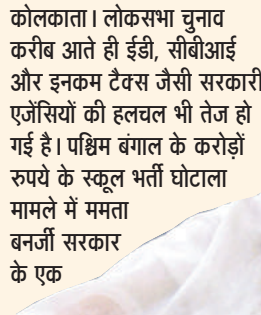 कोलकाता। लोकसभा चुनाव
करीब आते ही ईडी, सीबीआई
और इनकम टैक्स जैसी सरकारी
एजेंसियों की हलचल भी तेज हो
गई है। पश्चिम बंगाल के करोड़ों
रुपये के स्कूल भर्ती घोटाला
मामले में ममता
बनर्जी सरकार
के एक